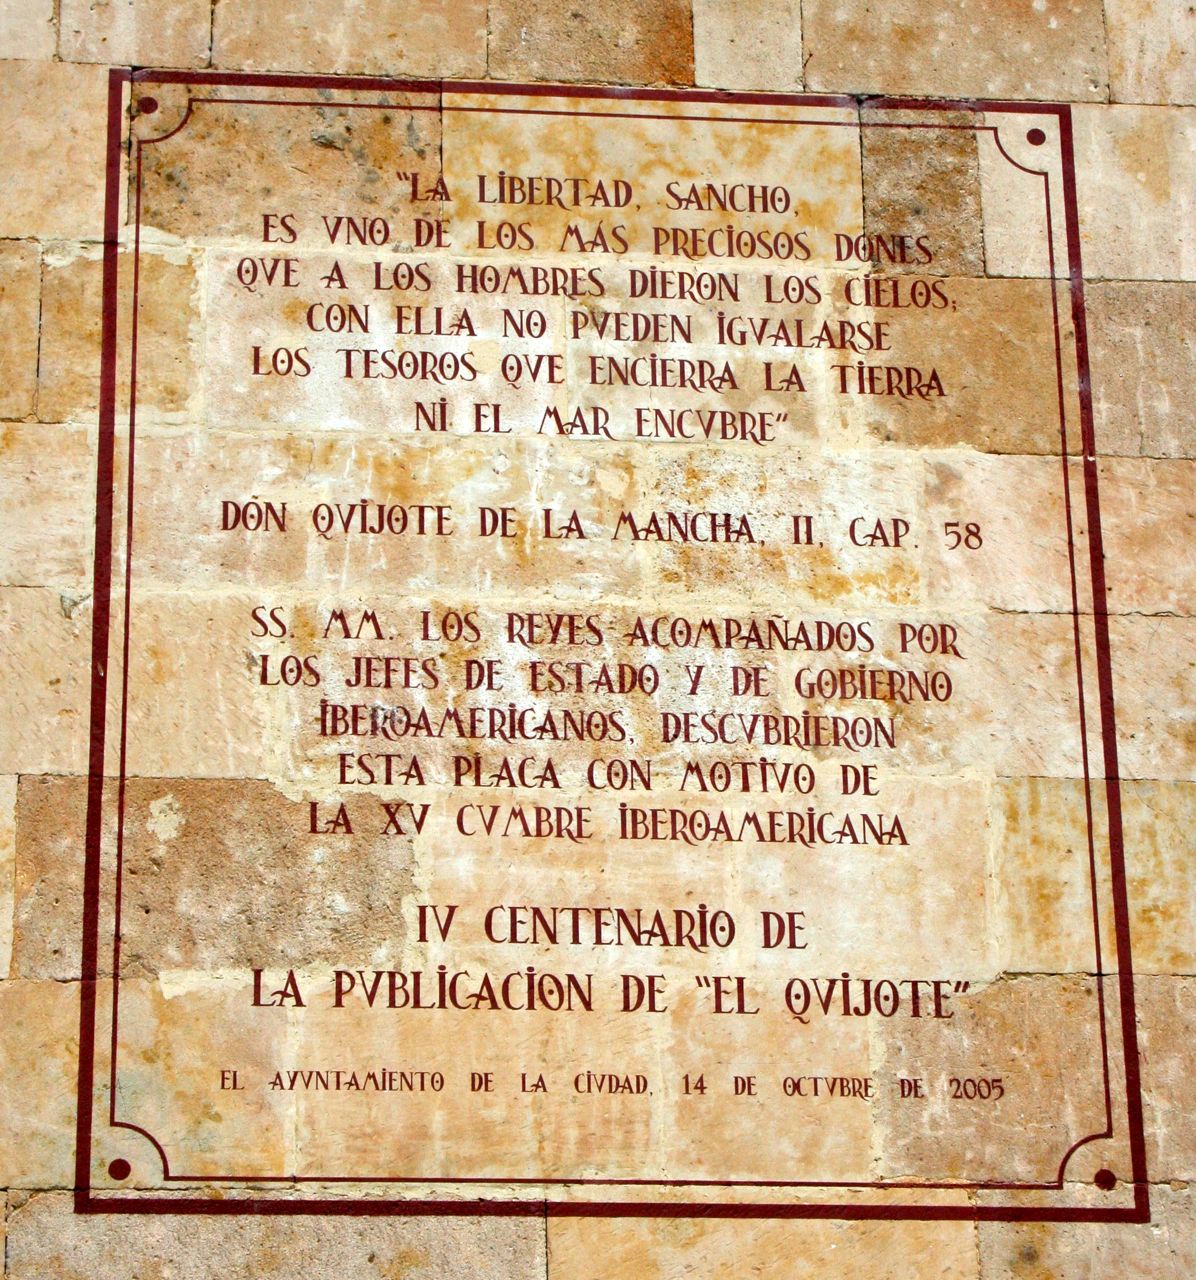 "LA LIBERTAD, SANCHO,
ES VNO DE LOS MÁS PRECIOSOS DONES
QVE A LOS HOMBRES DIERON LOS CIELOS;
CON ELLA NO PVEDEN IGVALARSE
LOS TESOROS QVE ENCIERRA LA TIERRA
NI EL MAR ENCVBRE"
DON QVIJOTE DE LA MANCHA, II, CAP. 58
SS. MM. LOS REYES ACOMPAÑADOS POR
LOS JEFES DE ESTADO Y DE GOBIERNO
IBEROAMERICANOS, DESCVBRIERON
ESTA PLACA CON MOTIVO DE
LA XV CVMBRE IBEROAMERICANA
IV CENTENARIO DE
LA PVBLICACION DE "EL QVIJOTE"
EL AYVNTAMIENTO DE LA CIVDAD, 14 DE OCTVBRE DE 2005